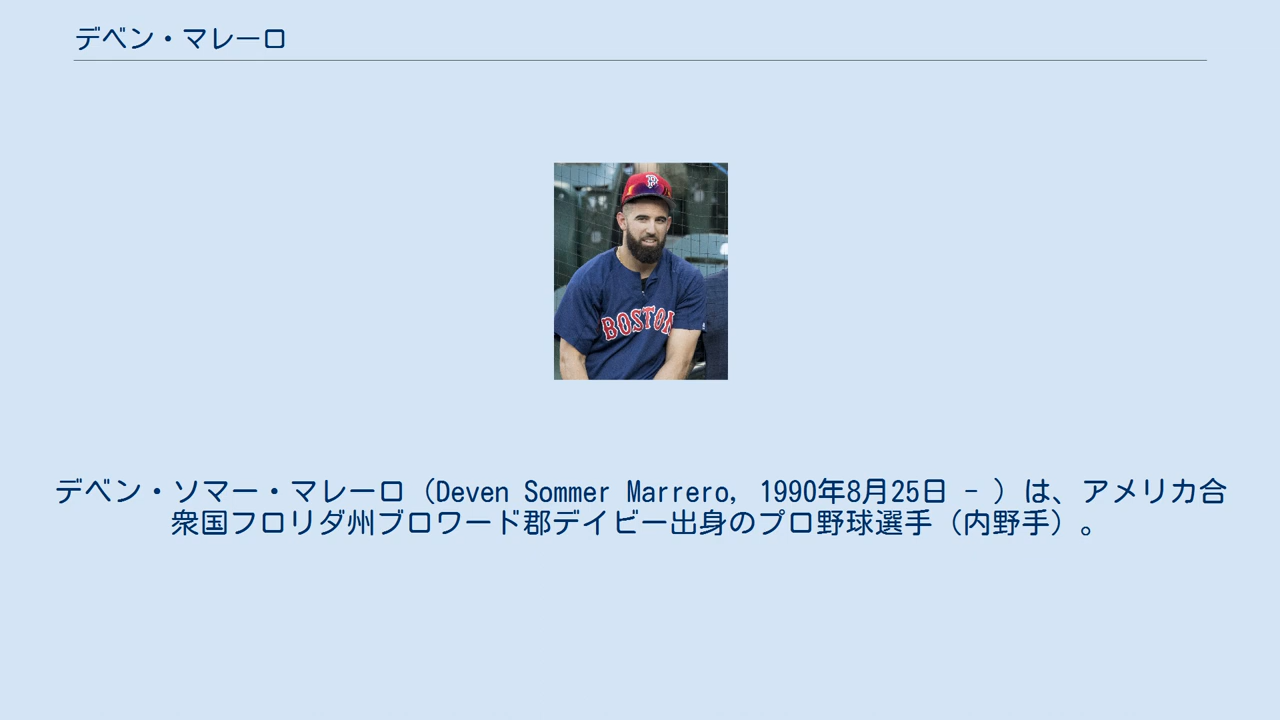 デベン・マレーロ
BOSTON
デベン・ソマー・マレーロ（Deven Sommer Marrero, 1990年8月25日 - ）は、アメリカ合
衆国フロリダ州ブロワード郡デイビー出身のプロ野球選手（内野手）。